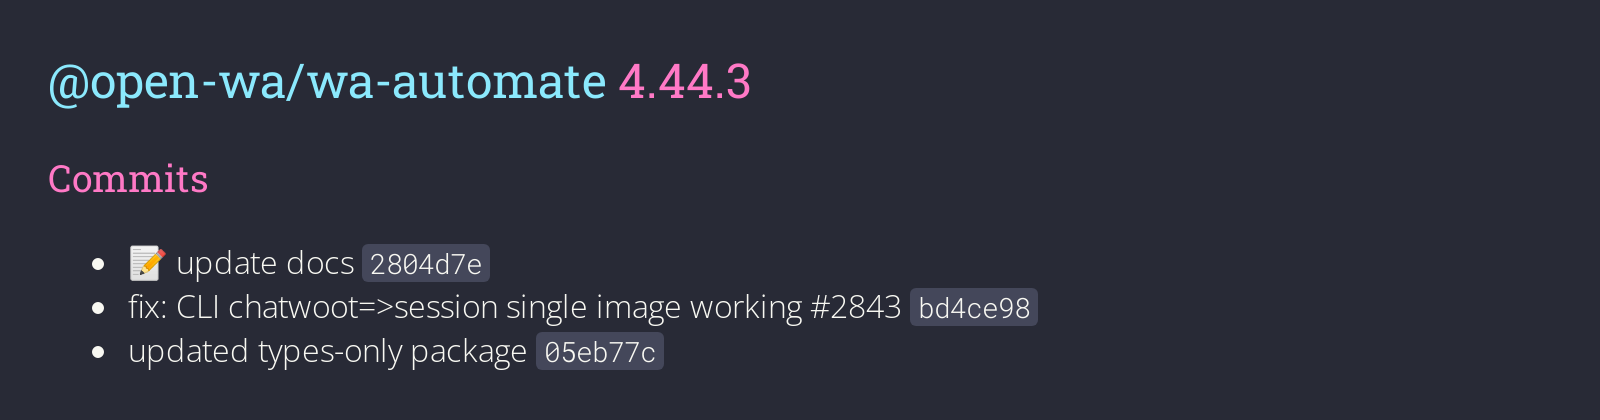 @open-wa/wa-automate 4.44.3
Commits
📝 update docs 2804d7e
fix: CLI chatwoot=>session single image working #2843 bd4ce98
updated types-only package 05eb77c